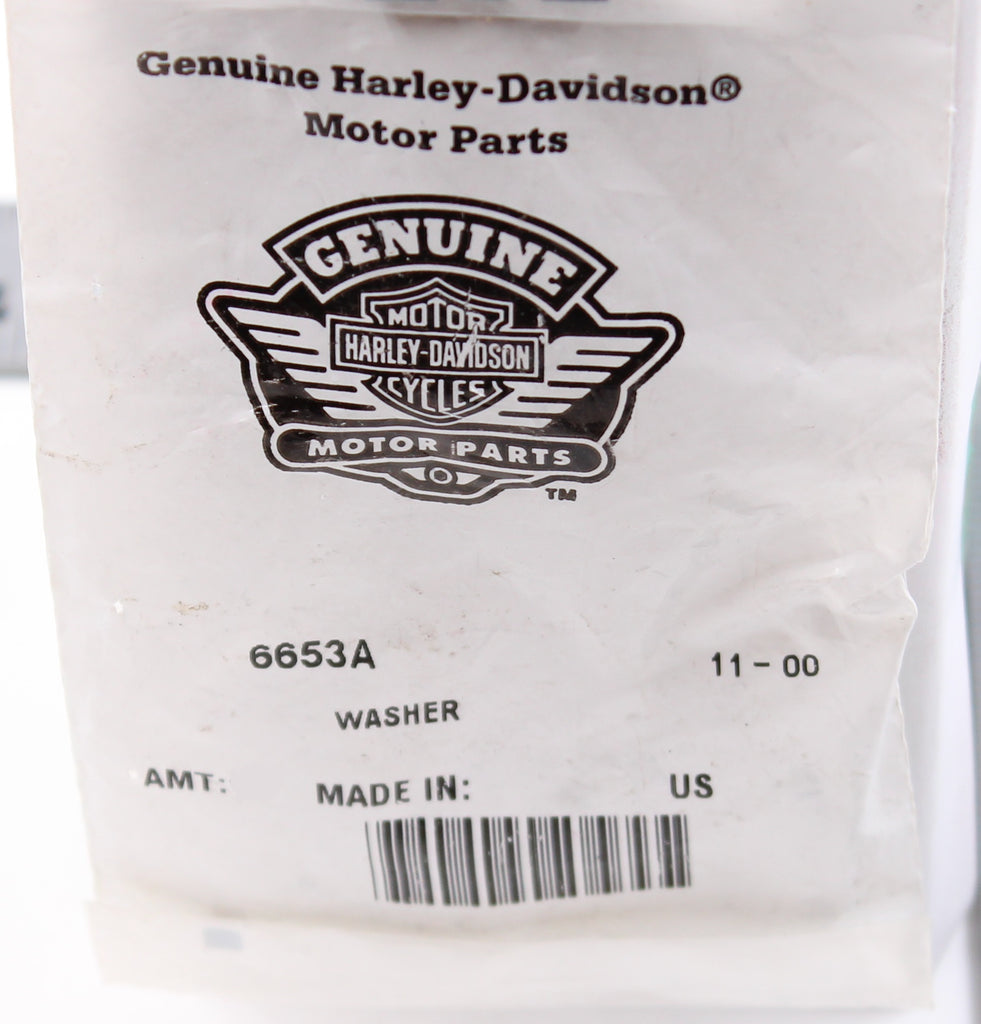 Genuine Harley-Davidson®
Motor Parts
GENUINE
MOTOR
HARLEY-DAVIDSON
CYCLES
MOTOR PARTS
TM
6653A
11-00
WASHER
AMT:
MADE IN: US